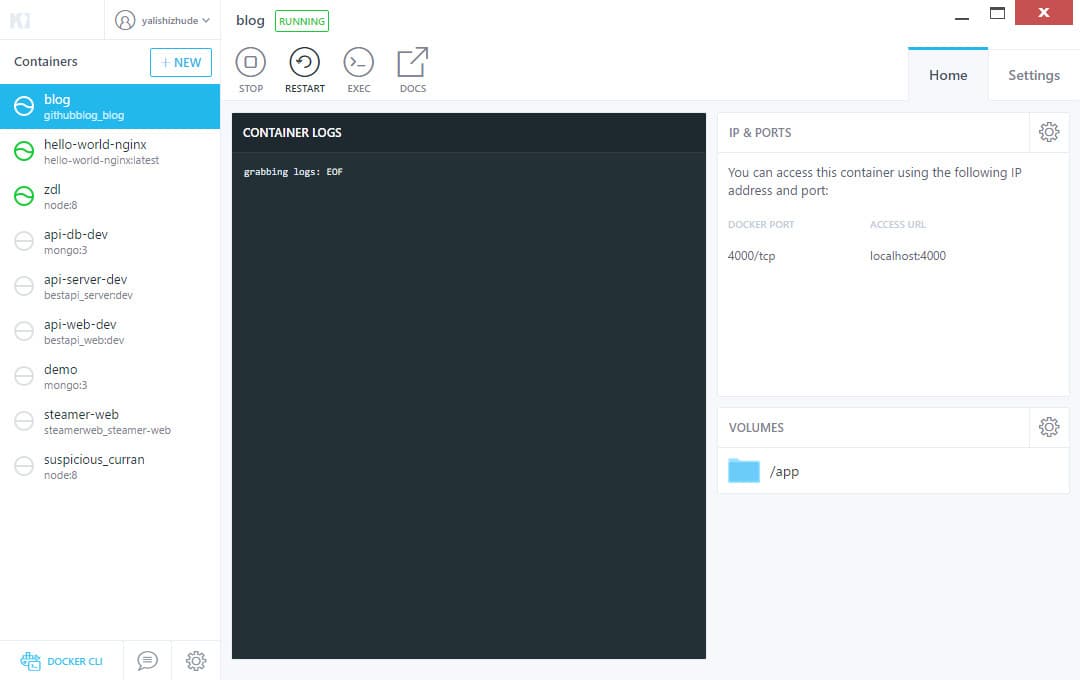 yalishizhude
Containers
+ NEW
blog
githubblog_blog
hello-world-nginx
hello-world-nginx:latest
zdl
node:8
api-db-dev
mongo:3
api-server-dev
bestapi_server:dev
api-web-dev
bestapi_web:dev
demo
mongo:3
steamer-web
steamerweb_steamer-web
suspicious_curran
node:8
DOCKER CLI
blog RUNNING
STOP RESTART EXEC DOCS
Home Settings
CONTAINER LOGS
grabbing logs: EOF
IP & PORTS
You can access this container using the following IP
address and port:
DOCKER PORT ACCESS URL
4000/tcp localhost:4000
VOLUMES
/app